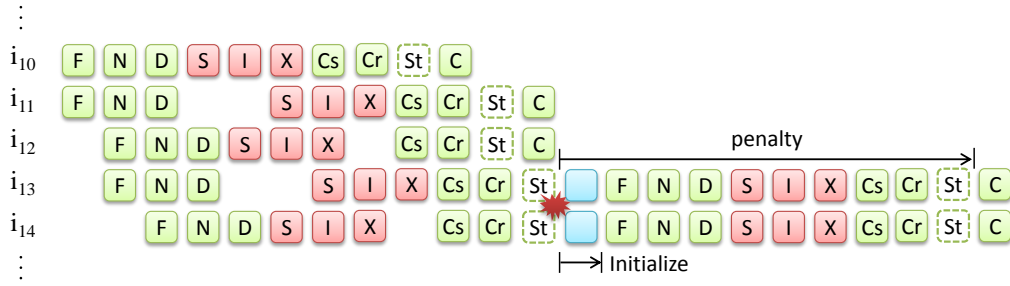 i10 F N D S I X Cs Cr St C
i11 F N D S I X Cs Cr St C
i12 F N D S I X Cs Cr St C
penalty
i13 F N D S I X Cs Cr St F N D S I X Cs Cr St C
i14 F N D S I X Cs Cr St F N D S I X Cs Cr St C
Initialize